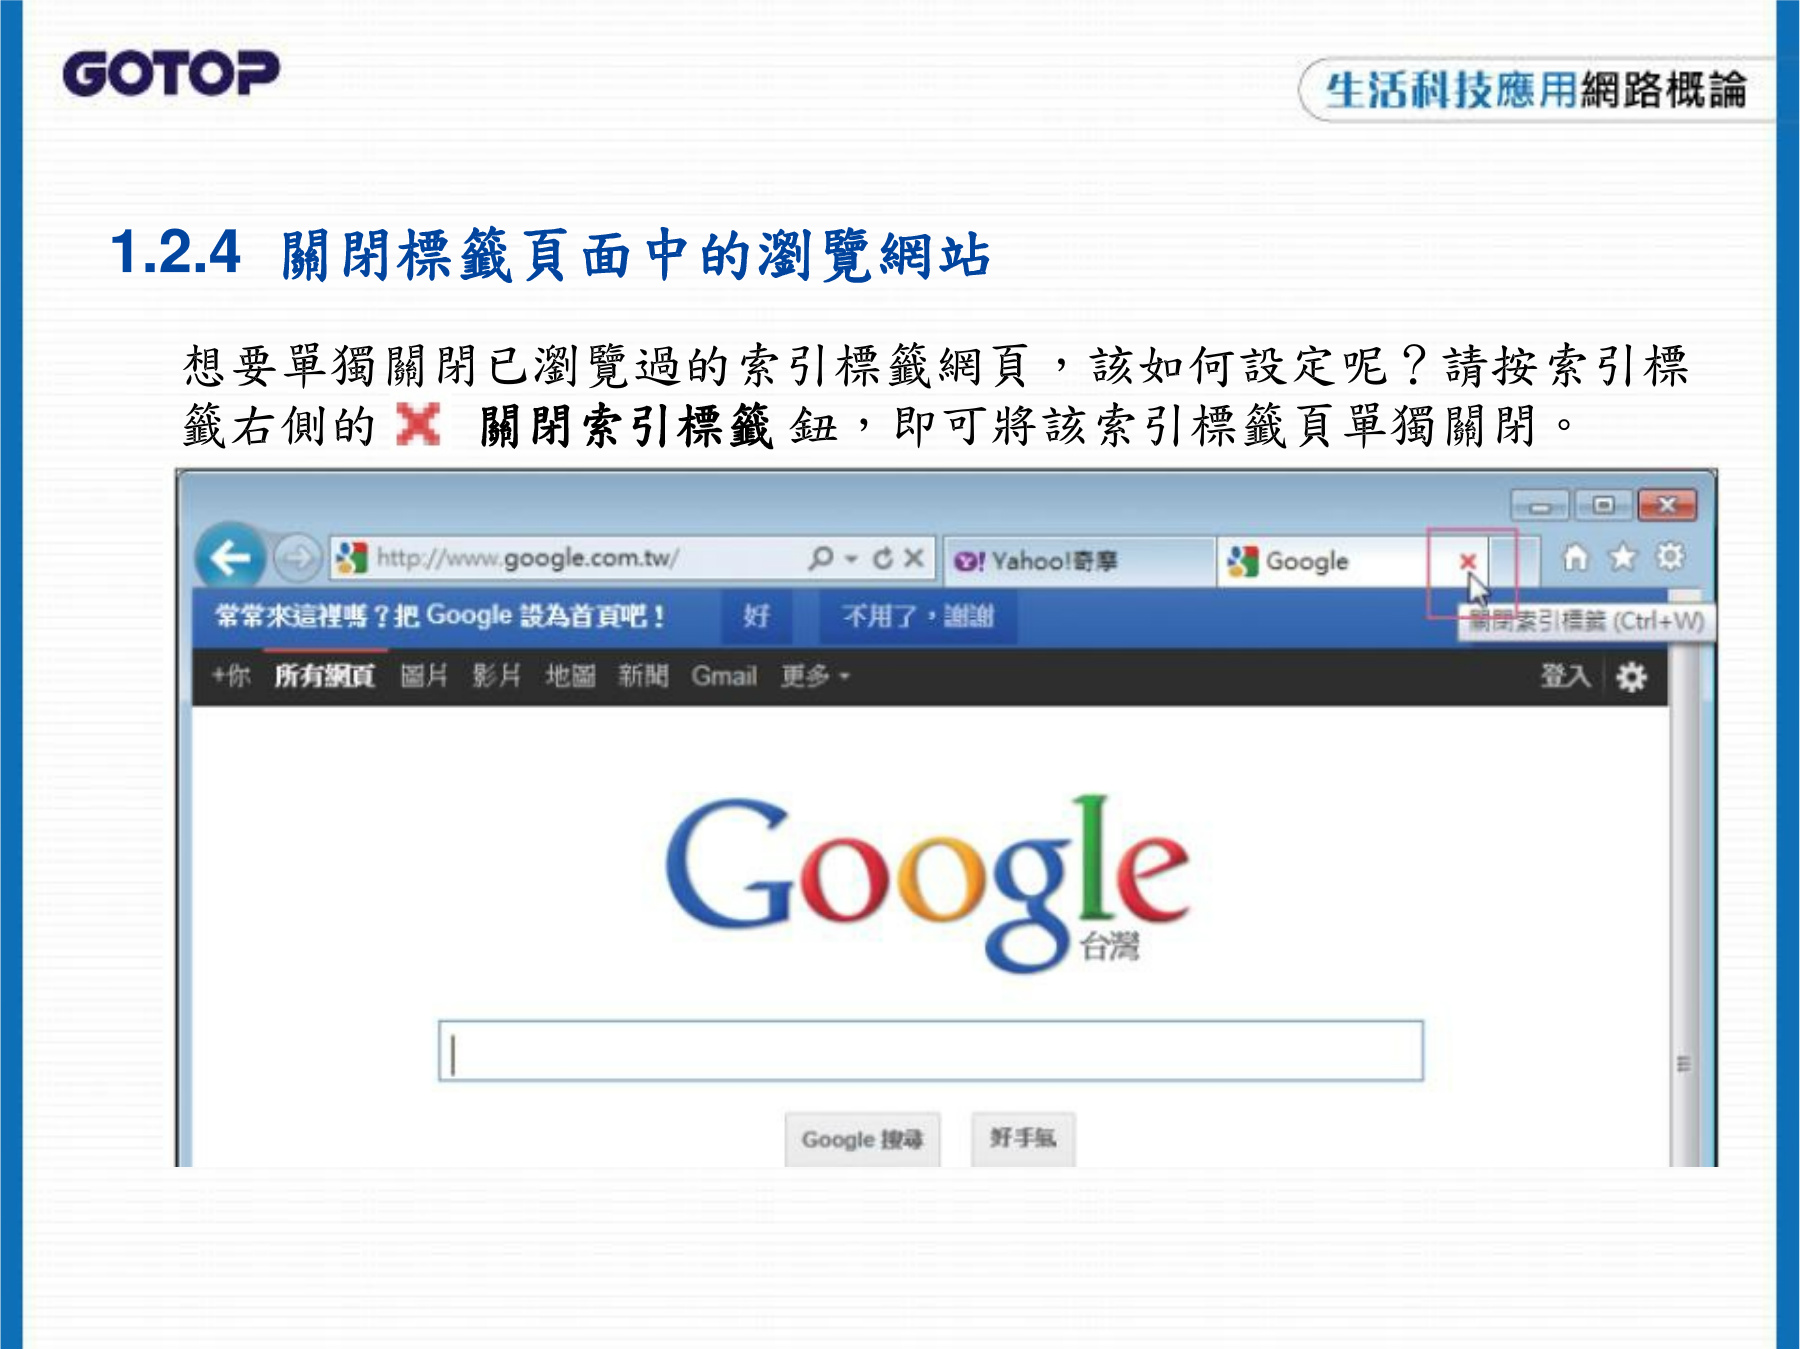 GOTOP
生活科技應用網路概論
1.2.4 關閉標籤頁面中的瀏覽網站
想要單獨關閉已瀏覽過的索引標籤網頁，該如何設定呢？請按索引標
籤右側的 關閉索引標籤 鈕，即可將該索引標籤頁單獨關閉。
http://www.google.com.tw/
Yahoo!奇摩
Google
常常來這裡嗎？把 Google 設為首頁吧！
好
不用了，謝謝
關閉索引標籤 (Ctrl+W)
+你 所有網頁 圖片 影片 地圖 新聞 Gmail 更多
登入
Google
台灣
Google 搜尋
好手氣